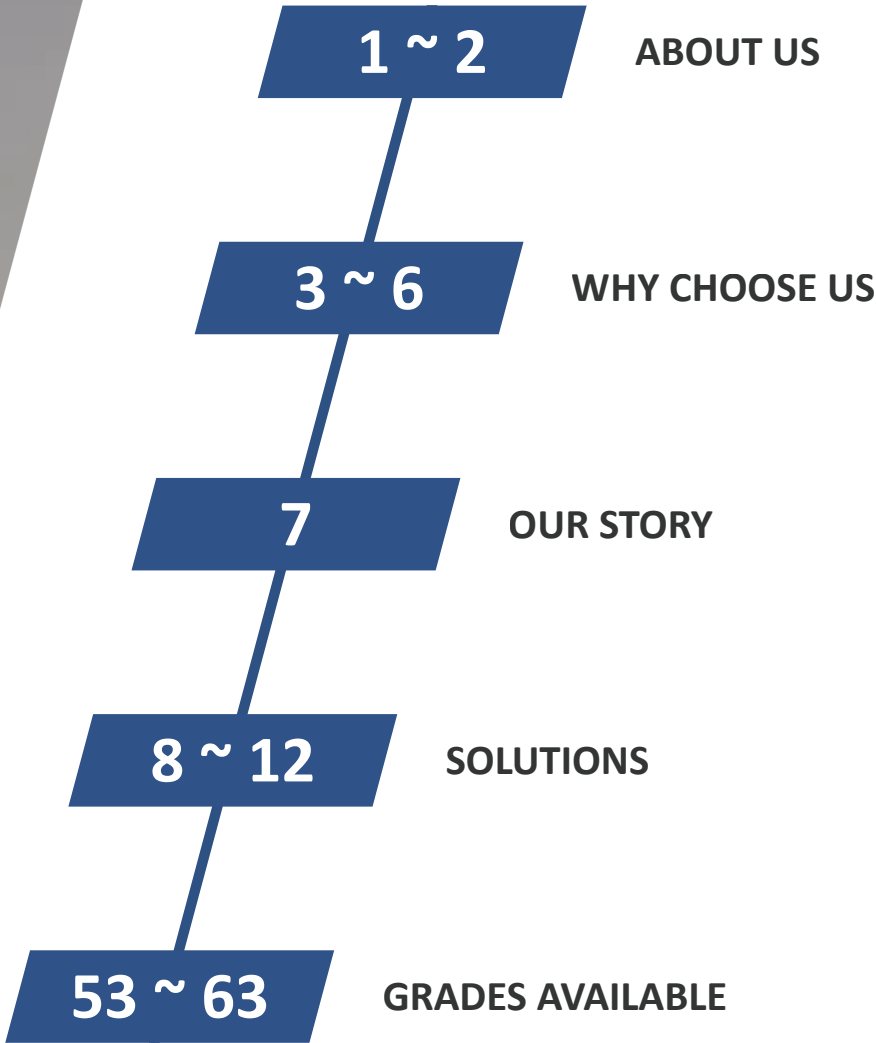 1 ~ 2 ABOUT US
3 ~ 6 WHY CHOOSE US
7 OUR STORY
8 ~ 12 SOLUTIONS
53 ~ 63 GRADES AVAILABLE